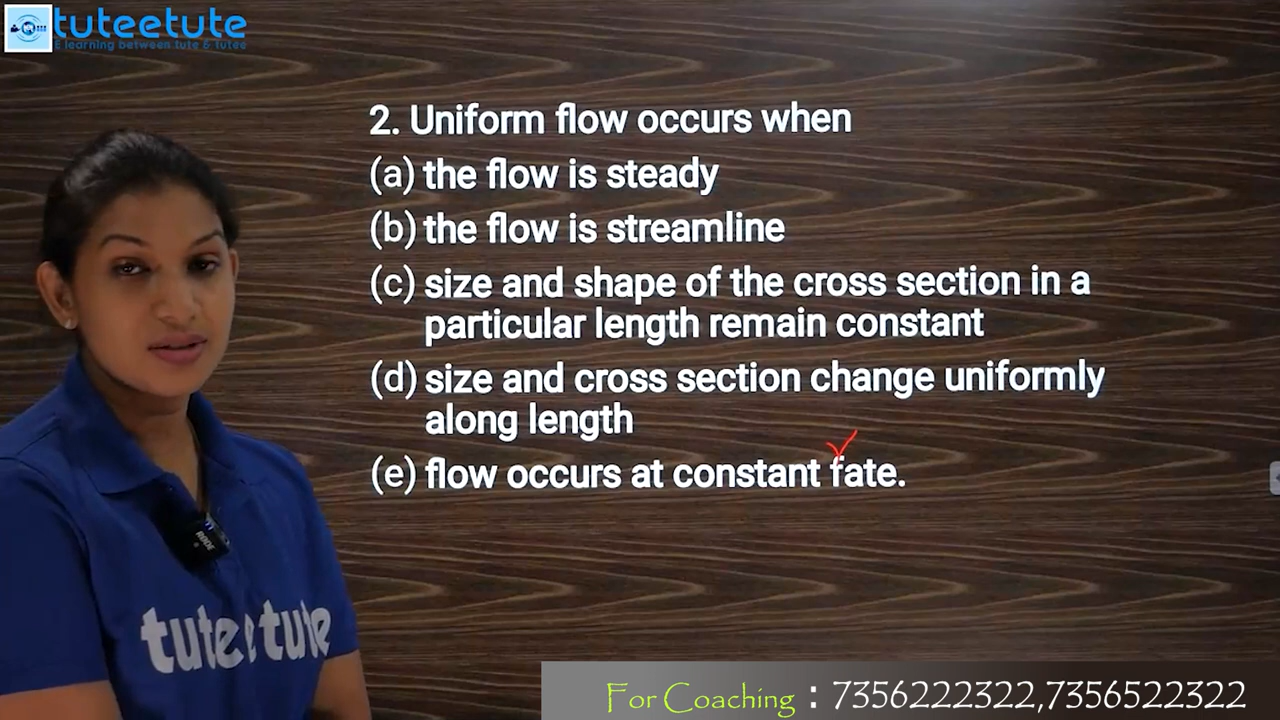 tuteetute
E learning between tute & tutee
2. Uniform flow occurs when
(a) the flow is steady
(b) the flow is streamline
(c) size and shape of the cross section in a
particular length remain constant
(d) size and cross section change uniformly
along length
(e) flow occurs at constant fate.
RODE
tuteetute
For Coaching : 7356222322,7356522322